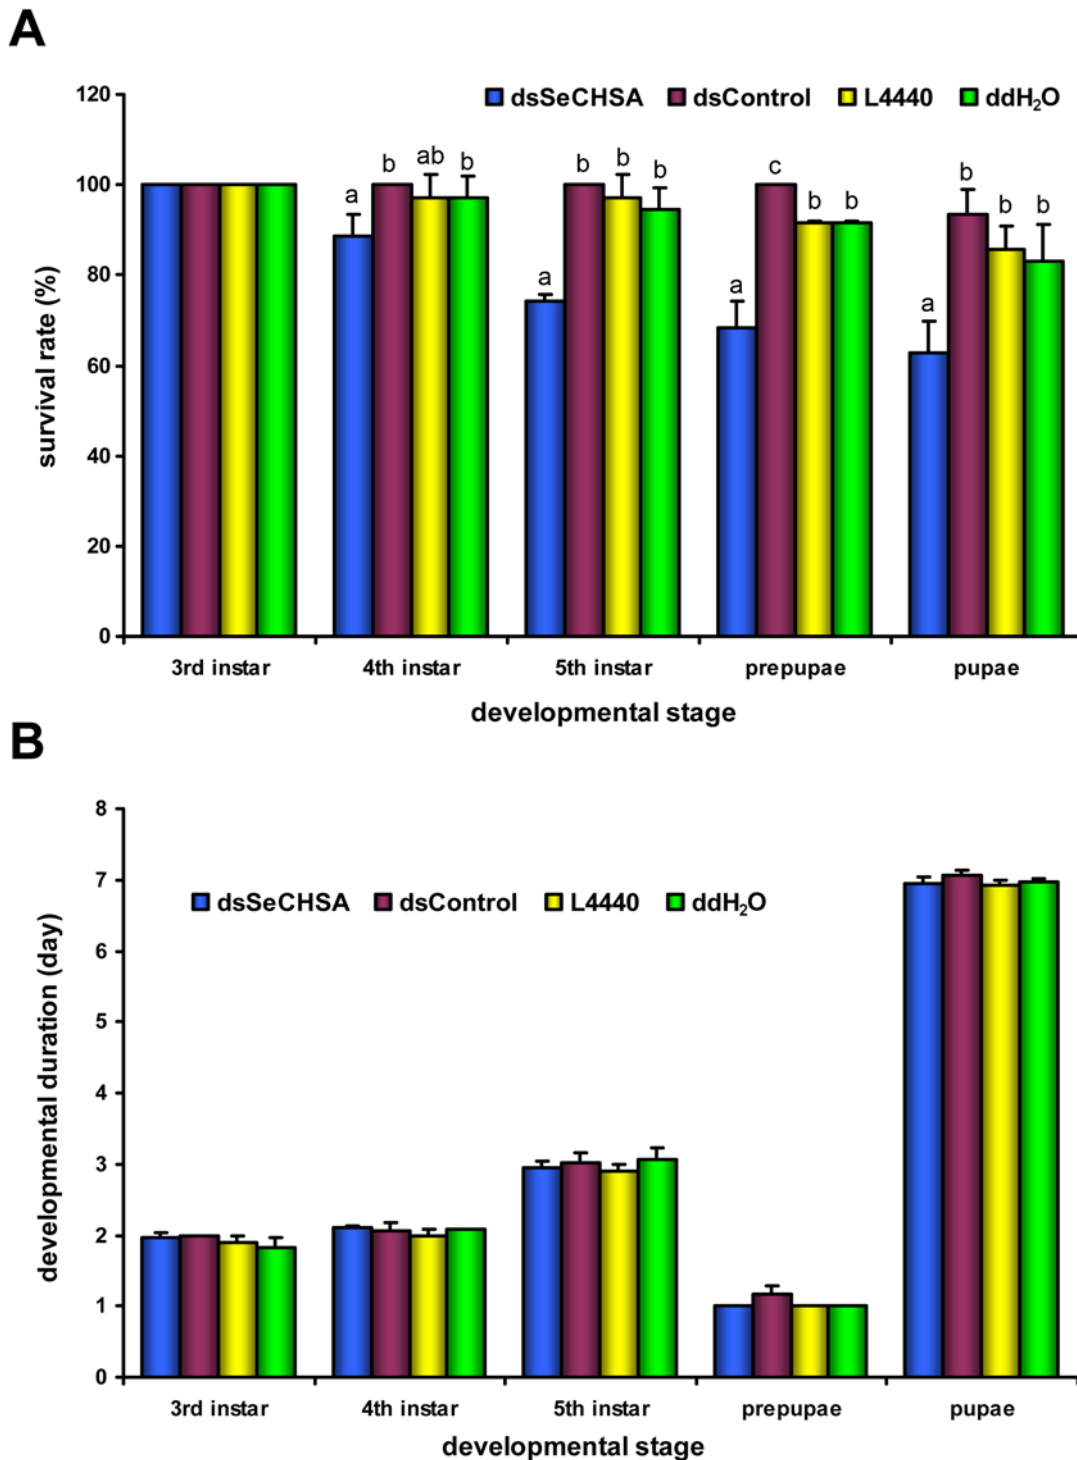 A
dsSeCHSA dsControl L4440 ddH₂O
120
100
80
60
40
20
0
survival rate (%)
a b ab b
a b b b
a c b b
a b b b
3rd instar 4th instar 5th instar prepupae pupae
developmental stage
B
8
7
6
5
4
3
2
1
0
developmental duration (day)
dsSeCHSA dsControl L4440 ddH₂O
3rd instar 4th instar 5th instar prepupae pupae
developmental stage